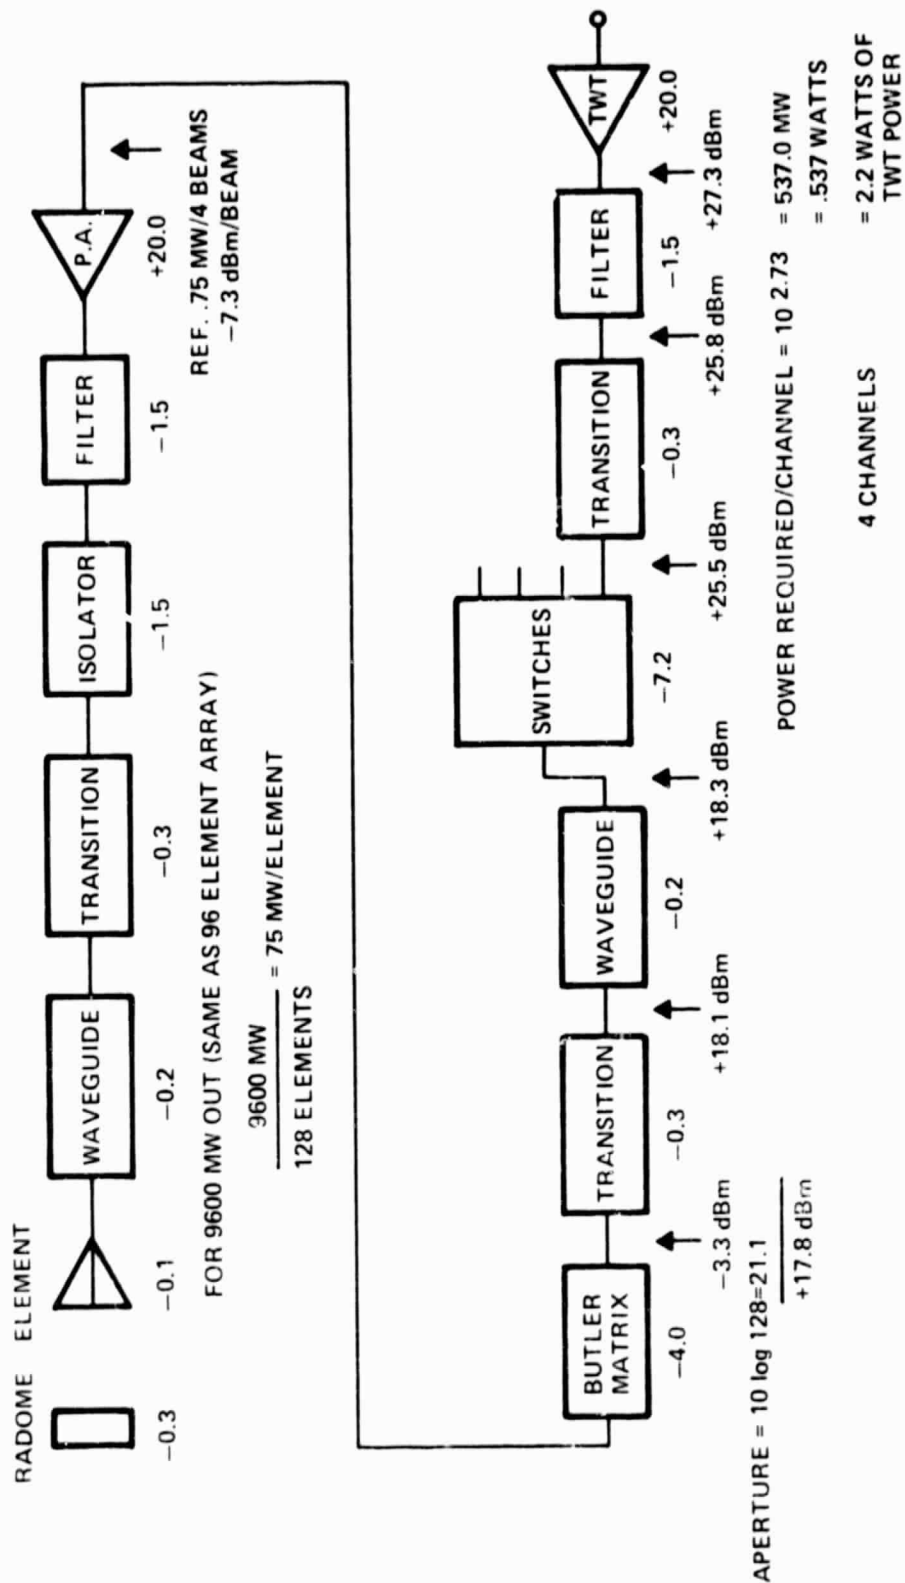 RADOME
ELEMENT
WAVEGUIDE
TRANSITION
ISOLATOR
FILTER
P.A.
−0.3
−0.1
−0.2
−0.3
−1.5
−1.5
+20.0
REF. .75 MW/4 BEAMS
−7.3 dBm/BEAM
FOR 9600 MW OUT (SAME AS 96 ELEMENT ARRAY)
9600 MW
128 ELEMENTS
= 75 MW/ELEMENT
BUTLER
MATRIX
TRANSITION
WAVEGUIDE
SWITCHES
TRANSITION
FILTER
TWT
−4.0
−0.3
−0.2
−7.2
−0.3
−1.5
+20.0
−3.3 dBm
+18.1 dBm
+18.3 dBm
+25.5 dBm
+25.8 dBm
+27.3 dBm
APERTURE = 10 log 128=21.1
+17.8 dBm
POWER REQUIRED/CHANNEL = 10 2.73 = 537.0 MW
= .537 WATTS
4 CHANNELS = 2.2 WATTS OF
TWT POWER